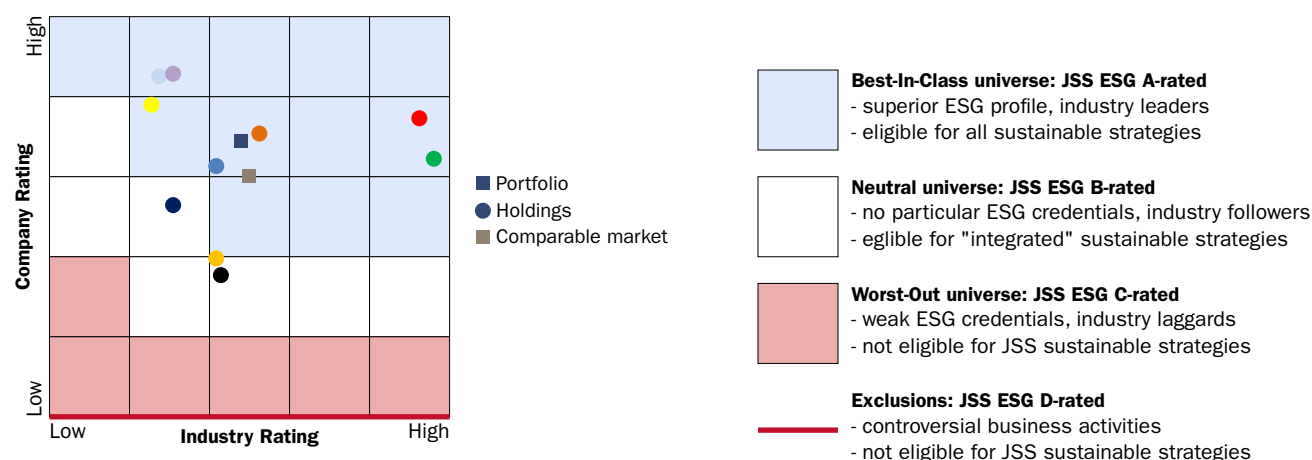 High
Company Rating
Low
Low
Industry Rating
High
Portfolio
Holdings
Comparable market
Best-In-Class universe: JSS ESG A-rated
- superior ESG profile, industry leaders
- eligible for all sustainable strategies
Neutral universe: JSS ESG B-rated
- no particular ESG credentials, industry followers
- eglible for "integrated" sustainable strategies
Worst-Out universe: JSS ESG C-rated
- weak ESG credentials, industry laggards
- not eligible for JSS sustainable strategies
Exclusions: JSS ESG D-rated
- controversial business activities
- not eligible for JSS sustainable strategies